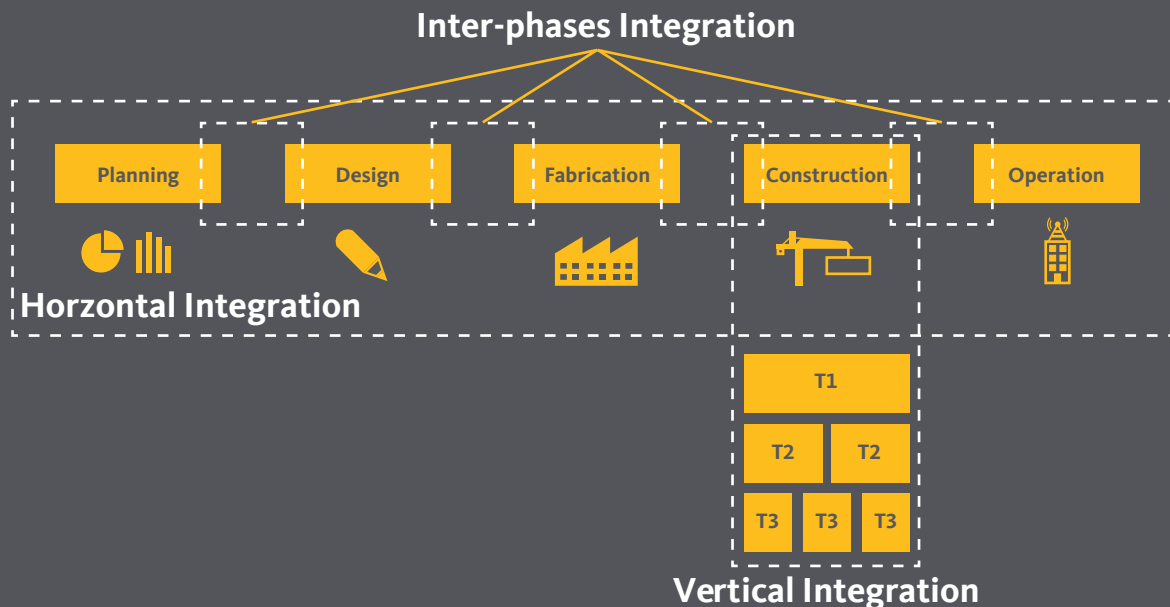 Inter-phases Integration
Planning
Design
Fabrication
Construction
Operation
Horzontal Integration
T1
T2 T2
T3 T3 T3
Vertical Integration